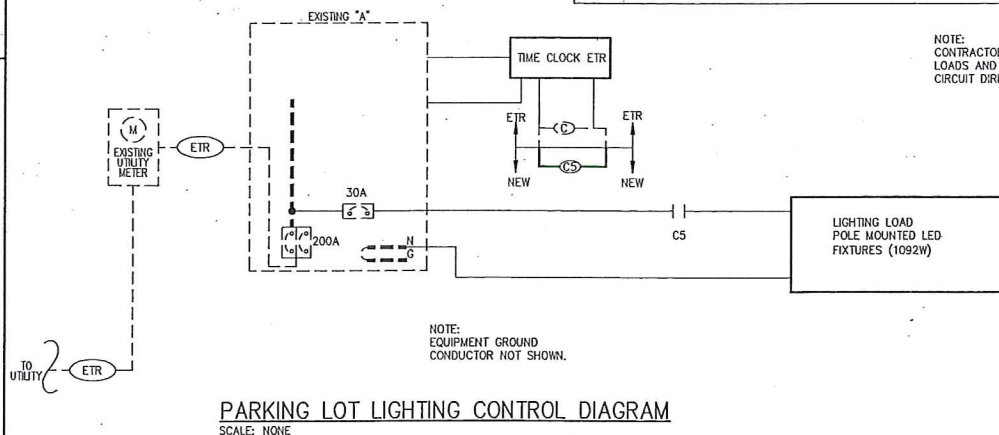 EXISTING "A"
TIME CLOCK ETR
NOTE:
CONTRACTOR
LOADS AND
CIRCUIT DIRE
M
EXISTING
UTILITY
METER
ETR
ETR
C
ETR
C5
NEW
NEW
30A
200A
N
G
C5
LIGHTING LOAD
POLE MOUNTED LED
FIXTURES (1092W)
NOTE:
EQUIPMENT GROUND
CONDUCTOR NOT SHOWN.
TO
UTILITY
ETR
PARKING LOT LIGHTING CONTROL DIAGRAM
SCALE: NONE